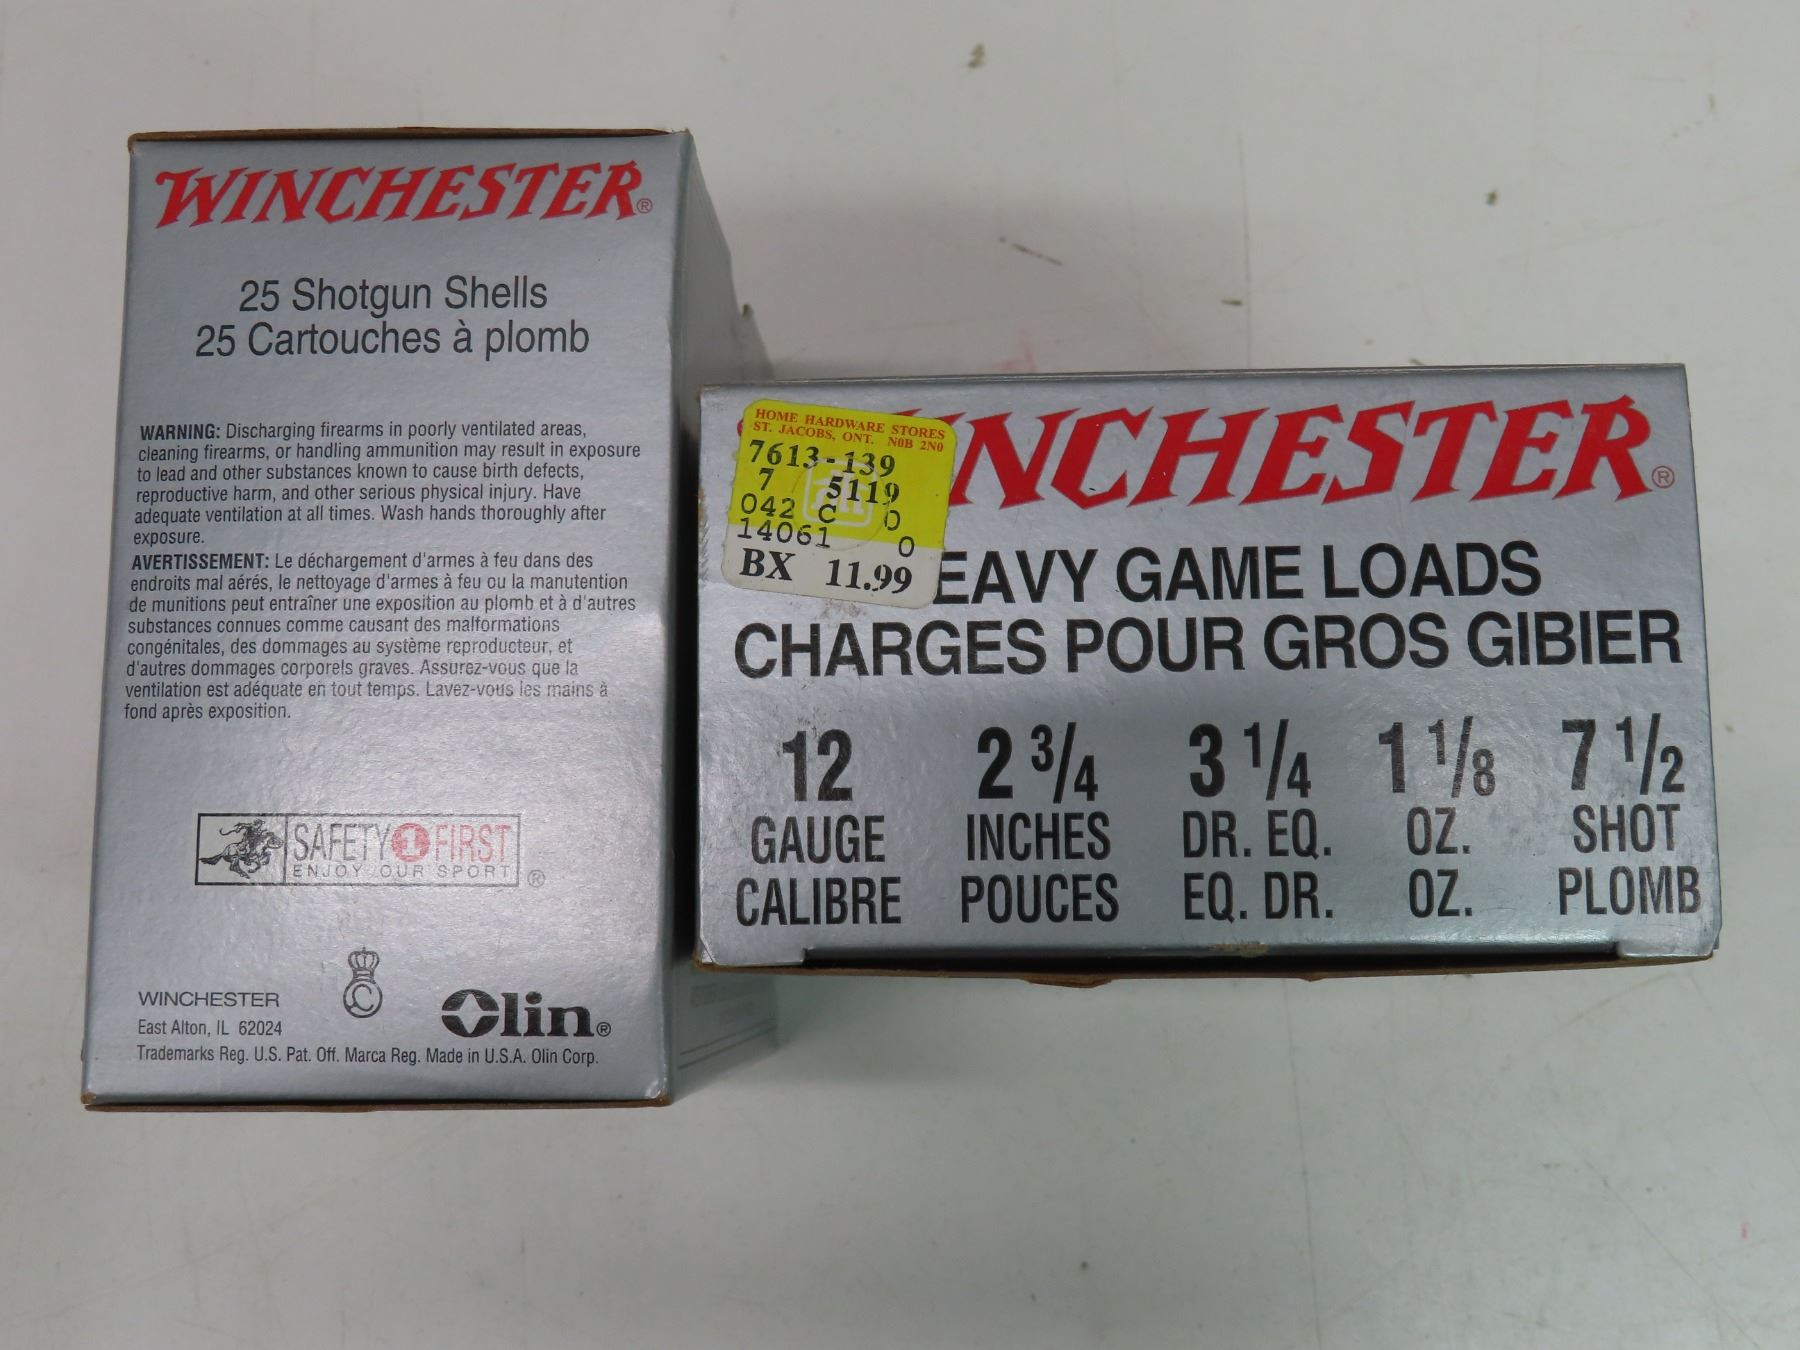 WINCHESTER®
25 Shotgun Shells
25 Cartouches à plomb
WARNING: Discharging firearms in poorly ventilated areas,
cleaning firearms, or handling ammunition may result in exposure
to lead and other substances known to cause birth defects,
reproductive harm, and other serious physical injury. Have
adequate ventilation at all times. Wash hands thoroughly after
exposure.
AVERTISSEMENT: Le déchargement d'armes à feu dans des
endroits mal aérés, le nettoyage d'armes à feu ou la manutention
de munitions peut entraîner une exposition au plomb et à d'autres
substances connues comme causant des malformations
congénitales, des dommages au système reproducteur, et
d'autres dommages corporels graves. Assurez-vous que la
ventilation est adéquate en tout temps. Lavez-vous les mains à
fond après exposition.
SAFETY 1 FIRST
ENJOY OUR SPORT ®
C
Olin®
WINCHESTER
East Alton, IL 62024
Trademarks Reg. U.S. Pat. Off. Marca Reg. Made in U.S.A. Olin Corp.
HOME HARDWARE STORES
ST. JACOBS, ONT. N0B 2N0
7613-139
7 5119
042 C 0
14061 0
BX 11.99
INCHESTER®
EAVY GAME LOADS
CHARGES POUR GROS GIBIER
12 2 3/4 3 1/4 1 1/8 7 1/2
GAUGE INCHES DR. EQ. OZ. SHOT
CALIBRE POUCES EQ. DR. OZ. PLOMB